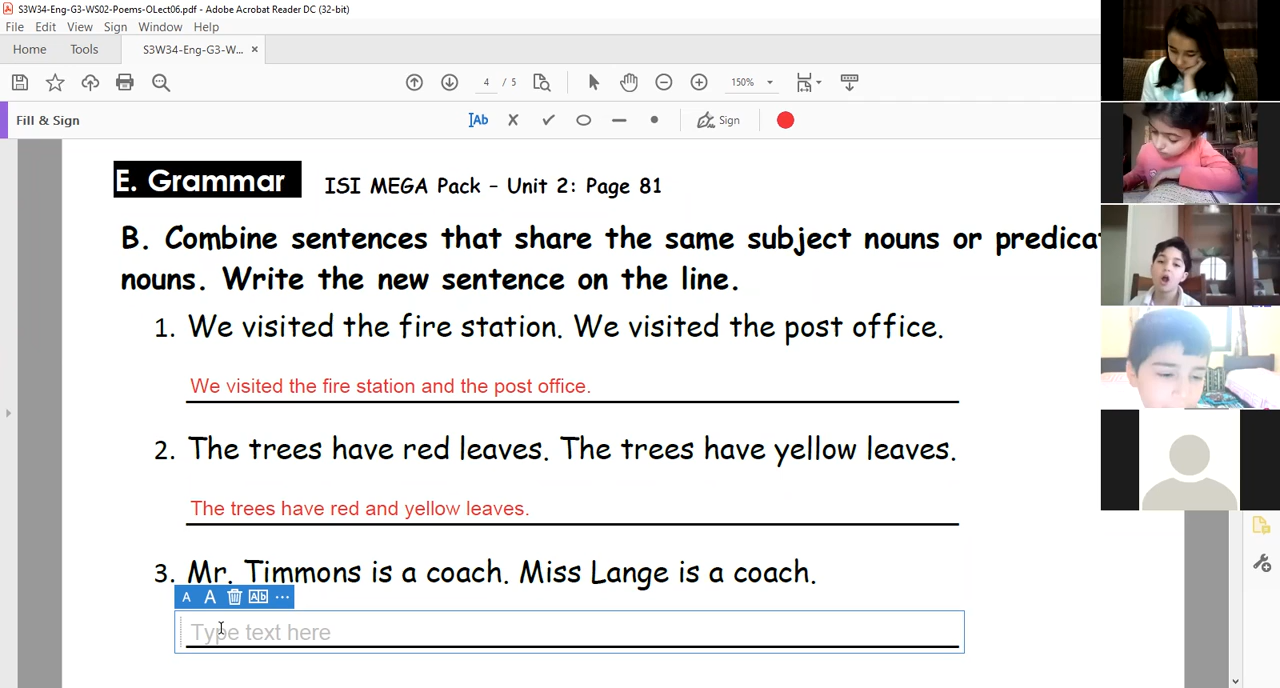 S3W34-Eng-G3-WS02-Poems-OLect06.pdf - Adobe Acrobat Reader DC (32-bit)
File Edit View Sign Window Help
Home Tools S3W34-Eng-G3-W... ×
4 / 5 150%
Fill & Sign
Ab Sign
E. Grammar ISI MEGA Pack - Unit 2: Page 81
B. Combine sentences that share the same subject nouns or predica
nouns. Write the new sentence on the line.
1. We visited the fire station. We visited the post office.
We visited the fire station and the post office.
2. The trees have red leaves. The trees have yellow leaves.
The trees have red and yellow leaves.
3. Mr. Timmons is a coach. Miss Lange is a coach.
A A Ab ...
Type text here